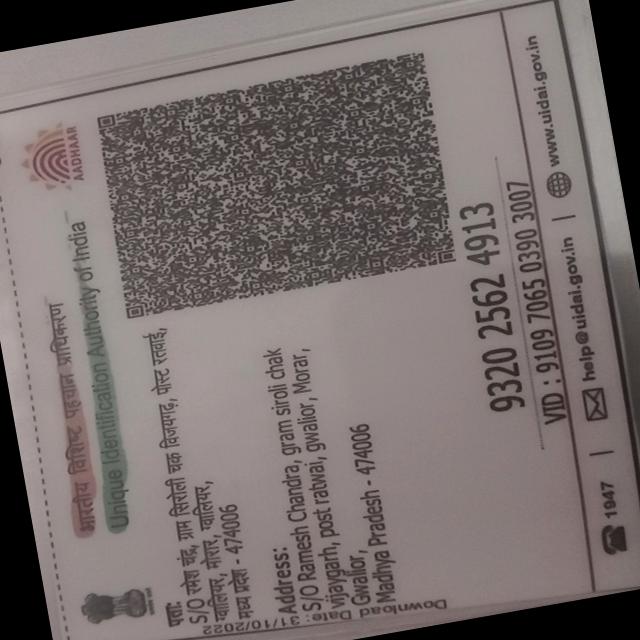 भारतीय विशिष्ट पहचान प्राधिकरण
Unique Identification Authority of India
AADHAAR
पता:
S/O रमेश चंद्र, ग्राम सिरोली चक विजयगढ़, पोस्ट रतवाई,
ग्वालियर, मोरार, ग्वालियर,
मध्य प्रदेश - 474006
Address:
S/O Ramesh Chandra, gram siroli chak
vijaygarh, post ratwai, gwalior, Morar,
Gwalior,
Madhya Pradesh - 474006
Download Date: 31/10/2022
9320 2562 4913
VID : 9109 7065 0390 3007
1947 | help@uidai.gov.in | www.uidai.gov.in